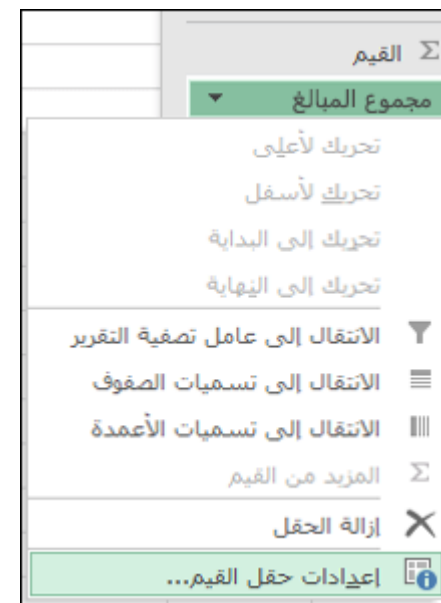 Σ القيم
مجموع المبالغ
تحريك لأعلى
تحريك لأسفل
تحريك إلى البداية
تحريك إلى النهاية
الانتقال إلى عامل تصفية التقرير
الانتقال إلى تسميات الصفوف
الانتقال إلى تسميات الأعمدة
Σ المزيد من القيم
إزالة الحقل
إعدادات حقل القيم...